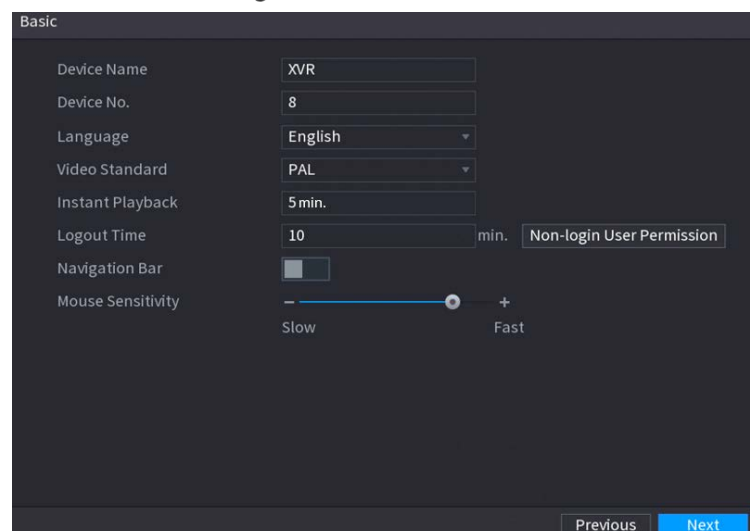 Basic
Device Name XVR
Device No. 8
Language English
Video Standard PAL
Instant Playback 5 min.
Logout Time 10 min. Non-login User Permission
Navigation Bar
Mouse Sensitivity − +
Slow Fast
Previous Next